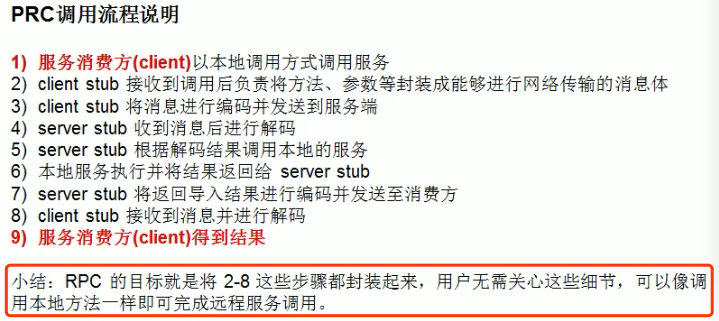 PRC调用流程说明
1) 服务消费方(client)以本地调用方式调用服务
2) client stub 接收到调用后负责将方法、参数等封装成能够进行网络传输的消息体
3) client stub 将消息进行编码并发送到服务端
4) server stub 收到消息后进行解码
5) server stub 根据解码结果调用本地的服务
6) 本地服务执行并将结果返回给 server stub
7) server stub 将返回导入结果进行编码并发送至消费方
8) client stub 接收到消息并进行解码
9) 服务消费方(client)得到结果
小结：RPC 的目标就是将 2-8 这些步骤都封装起来，用户无需关心这些细节，可以像调
用本地方法一样即可完成远程服务调用。